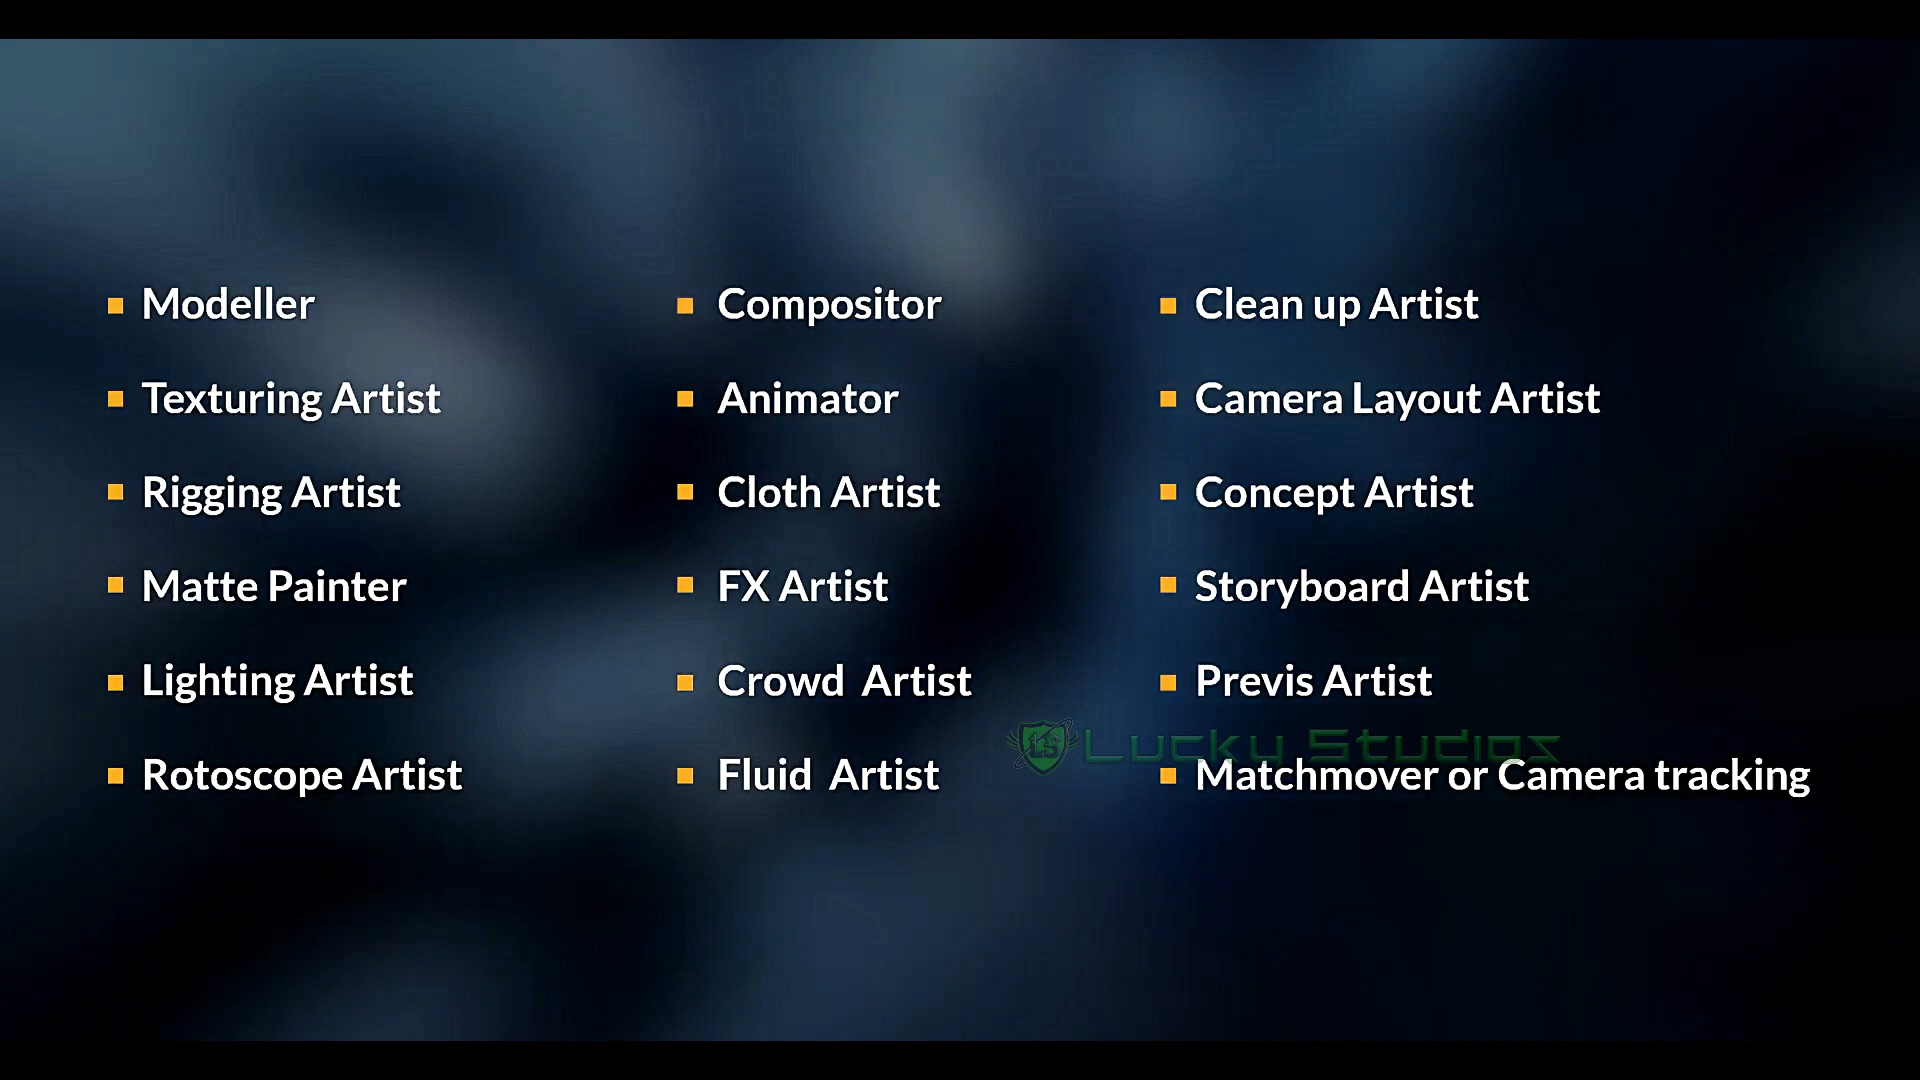 Modeller
Texturing Artist
Rigging Artist
Matte Painter
Lighting Artist
Rotoscope Artist
Compositor
Animator
Cloth Artist
FX Artist
Crowd Artist
Fluid Artist
Clean up Artist
Camera Layout Artist
Concept Artist
Storyboard Artist
Previs Artist
LS Lucky Studios
Matchmover or Camera tracking